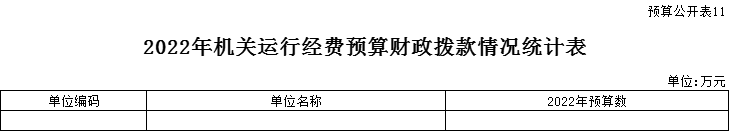 预算公开表11
2022年机关运行经费预算财政拨款情况统计表
单位:万元
单位编码 单位名称 2022年预算数